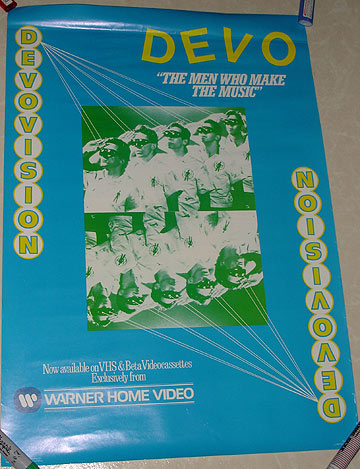 DEVO
"THE MEN WHO MAKE
THE MUSIC"
DEVOVISION
DEVOVISION
Now available on VHS & Beta Videocassettes
Exclusively from
WARNER HOME VIDEO